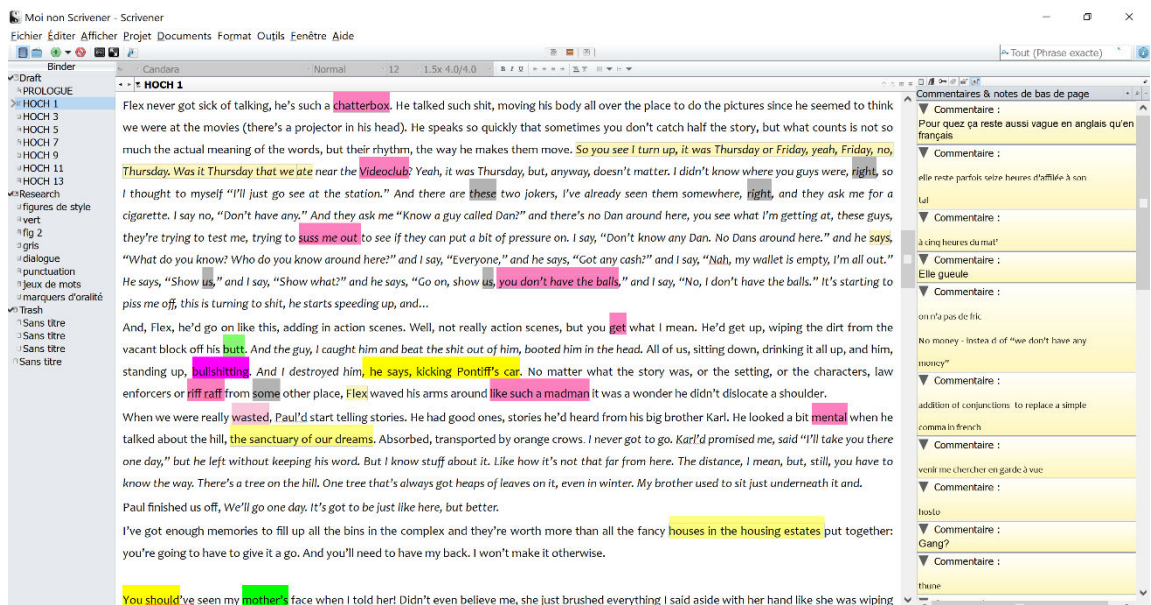 Moi non Scrivener - Scrivener
Eichier Éditer Afficher Projet Documents Format Outils Fenêtre Aide
Tout (Phrase exacte)
Binder
Candara Normal 12 1.5x 4.0/4.0 B I U
Draft
PROLOGUE
HOCH 1
HOCH 3
HOCH 5
HOCH 7
HOCH 9
HOCH 11
HOCH 13
Research
figures de style
vert
fig 2
gris
dialogue
punctuation
jeux de mots
marquers d'oralité
Trash
Sans titre
Sans titre
Sans titre
Sans titre
HOCH 1
Flex never got sick of talking, he's such a chatterbox. He talked such shit, moving his body all over the place to do the pictures since he seemed to think
we were at the movies (there's a projector in his head). He speaks so quickly that sometimes you don't catch half the story, but what counts is not so
much the actual meaning of the words, but their rhythm, the way he makes them move. So you see I turn up, it was Thursday or Friday, yeah, Friday, no,
Thursday. Was it Thursday that we ate near the Videoclub? Yeah, it was Thursday, but, anyway, doesn't matter. I didn't know where you guys were, right, so
I thought to myself "I'll just go see at the station." And there are these two jokers, I've already seen them somewhere, right, and they ask me for a
cigarette. I say no, "Don't have any." And they ask me "Know a guy called Dan?" and there's no Dan around here, you see what I'm getting at, these guys,
they're trying to test me, trying to suss me out to see if they can put a bit of pressure on. I say, "Don't know any Dan. No Dans around here." and he says,
"What do you know? Who do you know around here?" and I say, "Everyone," and he says, "Got any cash?" and I say, "Nah, my wallet is empty, I'm all out."
He says, "Show us," and I say, "Show what?" and he says, "Go on, show us, you don't have the balls," and I say, "No, I don't have the balls." It's starting to
piss me off, this is turning to shit, he starts speeding up, and...
And, Flex, he'd go on like this, adding in action scenes. Well, not really action scenes, but you get what I mean. He'd get up, wiping the dirt from the
vacant block off his butt. And the guy, I caught him and beat the shit out of him, booted him in the head. All of us, sitting down, drinking it all up, and him,
standing up, bullshitting. And I destroyed him, he says, kicking Pontiff's car. No matter what the story was, or the setting, or the characters, law
enforcers or riff raff from some other place, Flex waved his arms around like such a madman it was a wonder he didn't dislocate a shoulder.
When we were really wasted, Paul'd start telling stories. He had good ones, stories he'd heard from his big brother Karl. He looked a bit mental when he
talked about the hill, the sanctuary of our dreams. Absorbed, transported by orange crows. I never got to go. Karl'd promised me, said "I'll take you there
one day," but he left without keeping his word. But I know stuff about it. Like how it's not that far from here. The distance, I mean, but, still, you have to
know the way. There's a tree on the hill. One tree that's always got heaps of leaves on it, even in winter. My brother used to sit just underneath it and.
Paul finished us off, We'll go one day. It's got to be just like here, but better.
I've got enough memories to fill up all the bins in the complex and they're worth more than all the fancy houses in the housing estates put together:
you're going to have to give it a go. And you'll need to have my back. I won't make it otherwise.
You should've seen my mother's face when I told her! Didn't even believe me, she just brushed everything I said aside with her hand like she was wiping
Commentaires & notes de bas de page
Commentaire :
Pour quez ça reste aussi vague en anglais qu'en
français
Commentaire :
elle reste parfois seize heures d'affilée à son
tal
Commentaire :
à cinq heures du mat'
Commentaire :
Elle gueule
Commentaire :
on n'a pas de fric
No money - instead of "we don't have any
money"
Commentaire :
addition of conjunctions to replace a simple
comma in french
Commentaire :
venir me chercher en garde à vue
Commentaire :
hosto
Commentaire :
Gang?
Commentaire :
thune